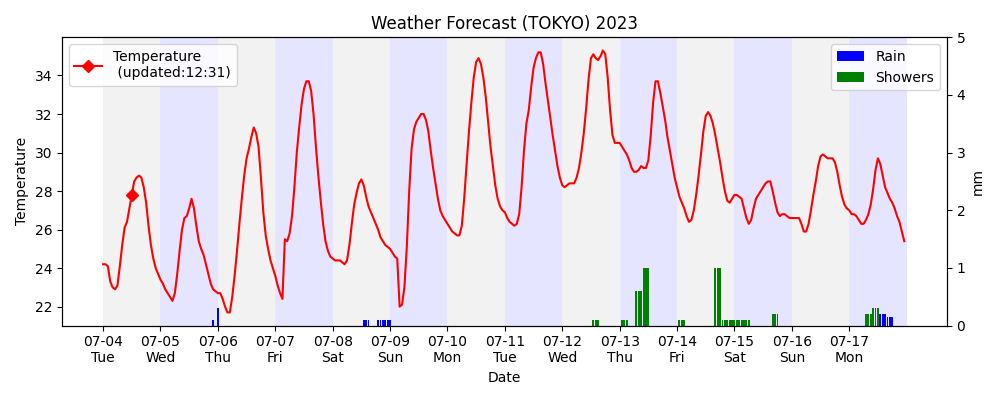 Weather Forecast (TOKYO) 2023
Temperature
(updated:12:31)
Rain
Showers
Temperature
34
32
30
28
26
24
22
5
4
3
2
1
0
mm
07-04 07-05 07-06 07-07 07-08 07-09 07-10 07-11 07-12 07-13 07-14 07-15 07-16 07-17
Tue Wed Thu Fri Sat Sun Mon Tue Wed Thu Fri Sat Sun Mon
Date